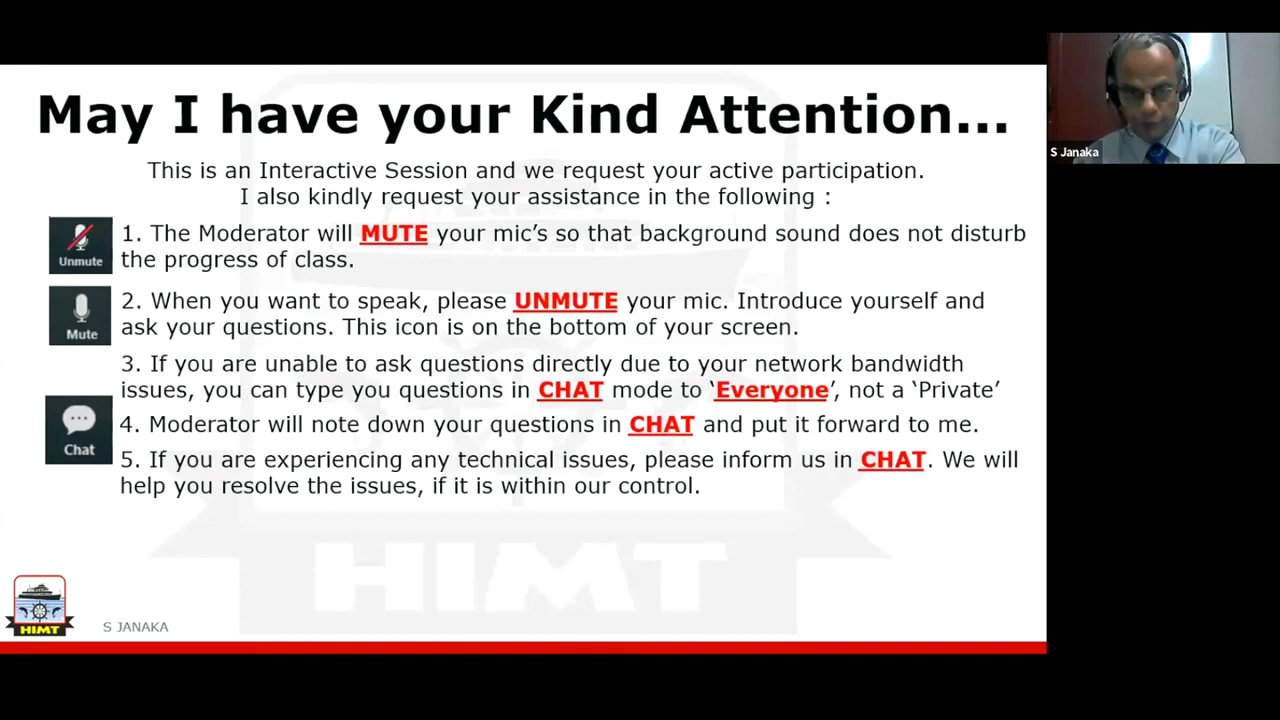 May I have your Kind Attention...
This is an Interactive Session and we request your active participation.
I also kindly request your assistance in the following :
1. The Moderator will MUTE your mic's so that background sound does not disturb
the progress of class.
Unmute
2. When you want to speak, please UNMUTE your mic. Introduce yourself and
ask your questions. This icon is on the bottom of your screen.
Mute
3. If you are unable to ask questions directly due to your network bandwidth
issues, you can type you questions in CHAT mode to ‘Everyone’, not a ‘Private’
4. Moderator will note down your questions in CHAT and put it forward to me.
Chat
5. If you are experiencing any technical issues, please inform us in CHAT. We will
help you resolve the issues, if it is within our control.
HIMT
HIMT
S JANAKA
S Janaka